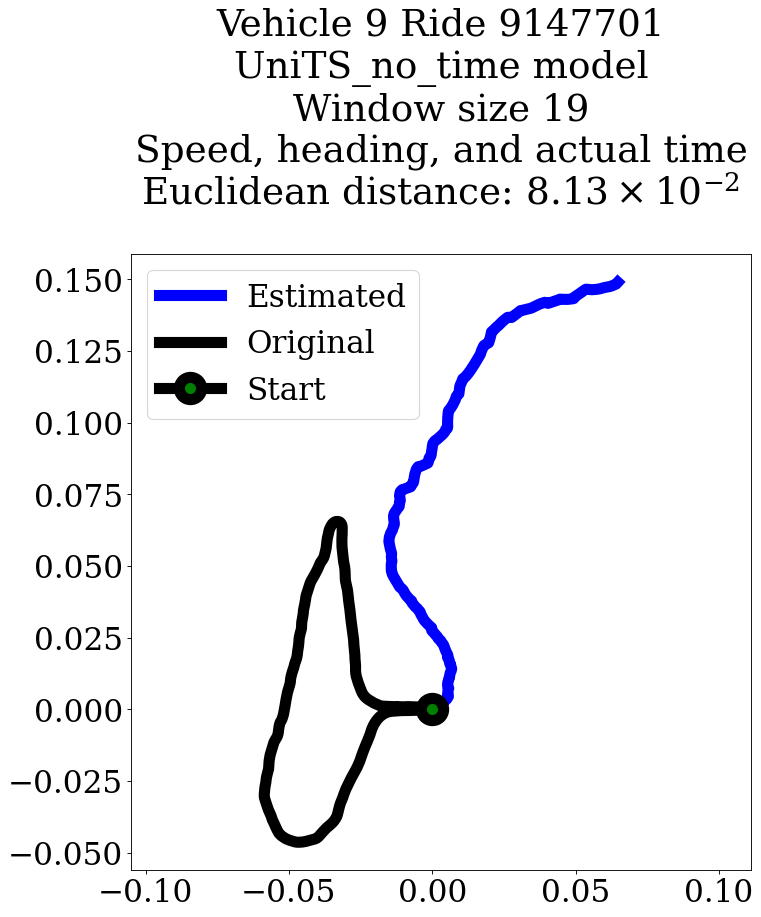 Vehicle 9 Ride 9147701
UniTS_no_time model
Window size 19
Speed, heading, and actual time
Euclidean distance: 8.13 × 10⁻²
Estimated
Original
Start
0.150
0.125
0.100
0.075
0.050
0.025
0.000
−0.025
−0.050
−0.10 −0.05 0.00 0.05 0.10